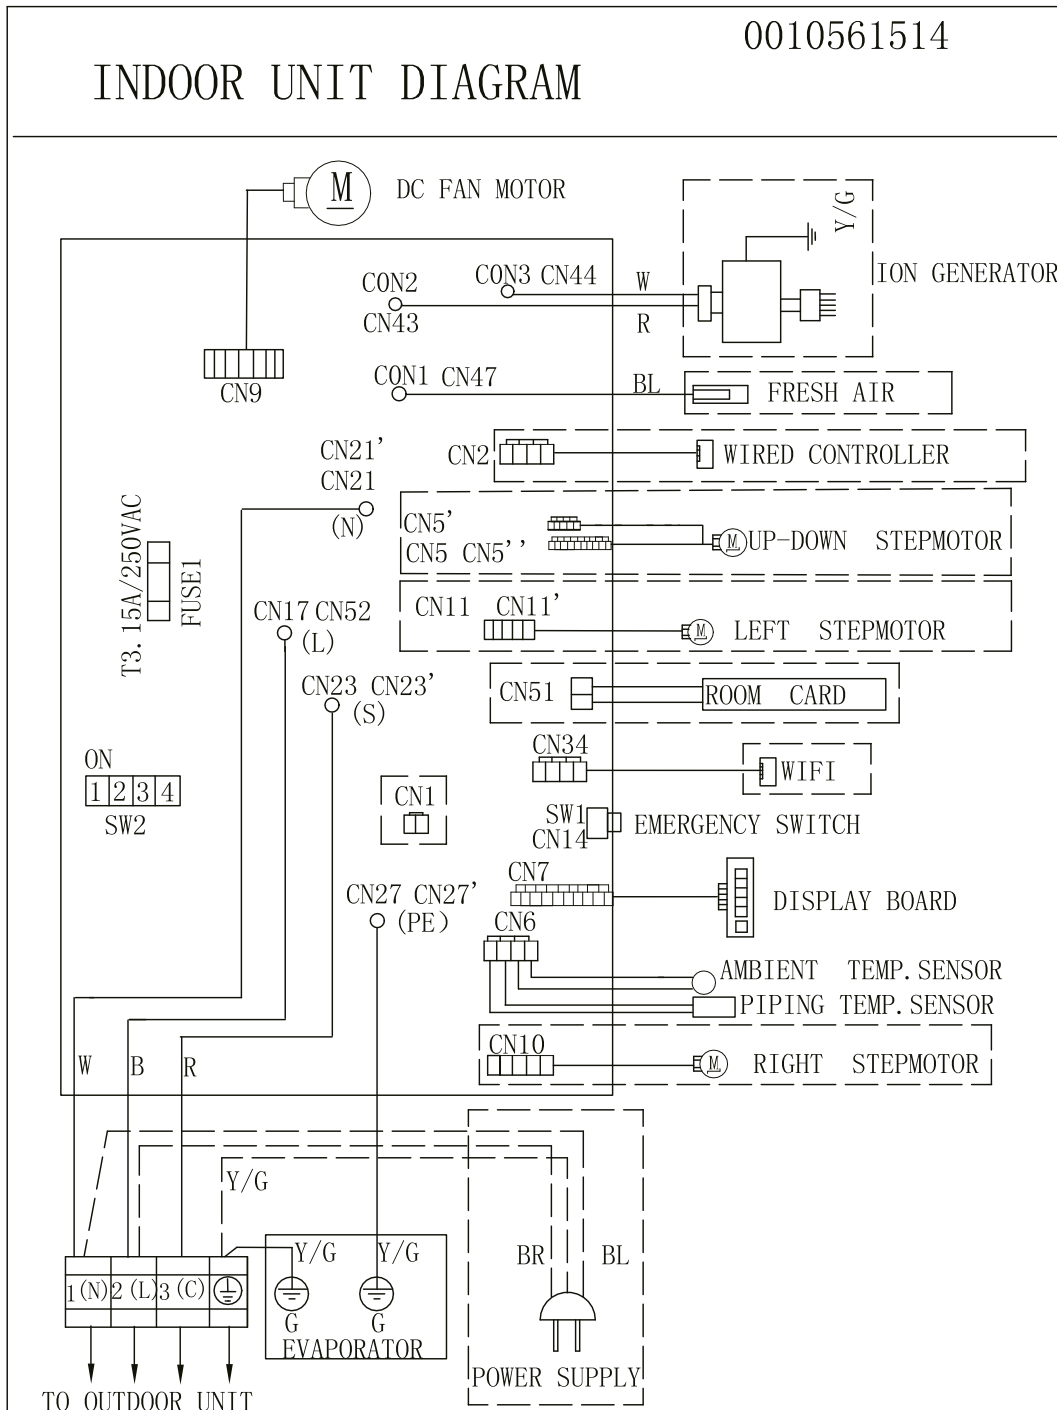 0010561514
INDOOR UNIT DIAGRAM
M DC FAN MOTOR
Y/G
ION GENERATOR
CON3 CN44 W
CON2
CN43 R
CN9
CON1 CN47 BL FRESH AIR
CN21'
CN2 WIRED CONTROLLER
CN21
(N)
CN5'
CN5 CN5'' M UP-DOWN STEPMOTOR
T3.15A/250VAC
FUSE1
CN11 CN11'
CN17 CN52
(L)
M LEFT STEPMOTOR
CN23 CN23'
(S)
CN51 ROOM CARD
CN34
ON
WIFI
1 2 3 4
SW2
CN1
SW1
CN14
EMERGENCY SWITCH
CN7
CN27 CN27'
(PE)
DISPLAY BOARD
CN6
AMBIENT TEMP.SENSOR
PIPING TEMP.SENSOR
CN10
W B R
M RIGHT STEPMOTOR
Y/G
Y/G Y/G
BR BL
1(N) 2(L) 3(C)
G G
EVAPORATOR
POWER SUPPLY
TO OUTDOOR UNIT